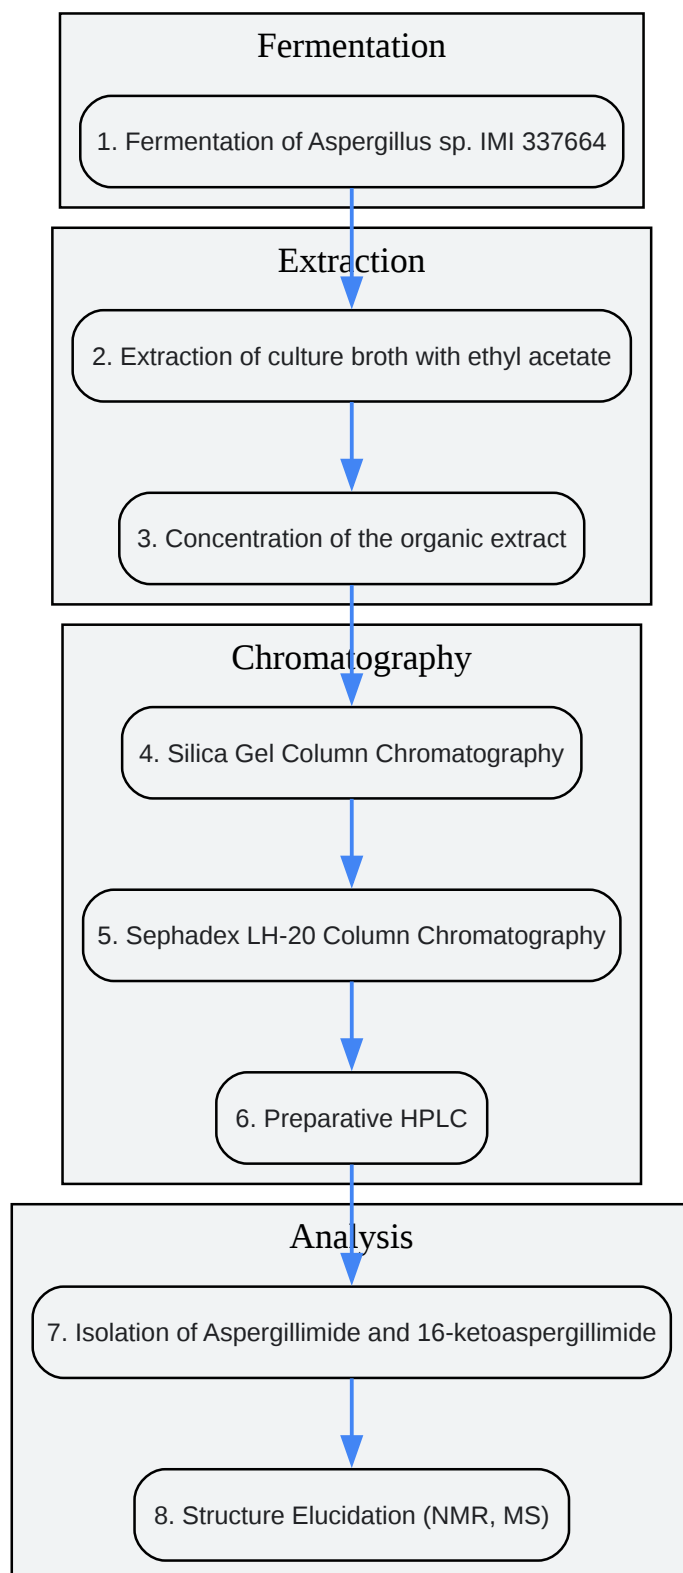 Fermentation
1. Fermentation of Aspergillus sp. IMI 337664
Extraction
2. Extraction of culture broth with ethyl acetate
3. Concentration of the organic extract
Chromatography
4. Silica Gel Column Chromatography
5. Sephadex LH-20 Column Chromatography
6. Preparative HPLC
Analysis
7. Isolation of Aspergillimide and 16-ketoaspergillimide
8. Structure Elucidation (NMR, MS)